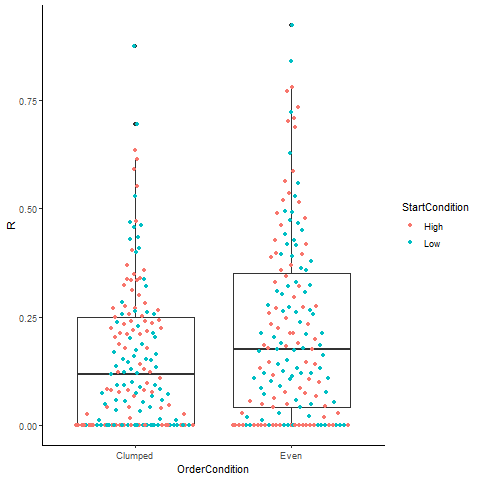 R
0.75
0.50
0.25
0.00
Clumped
Even
OrderCondition
StartCondition
High
Low